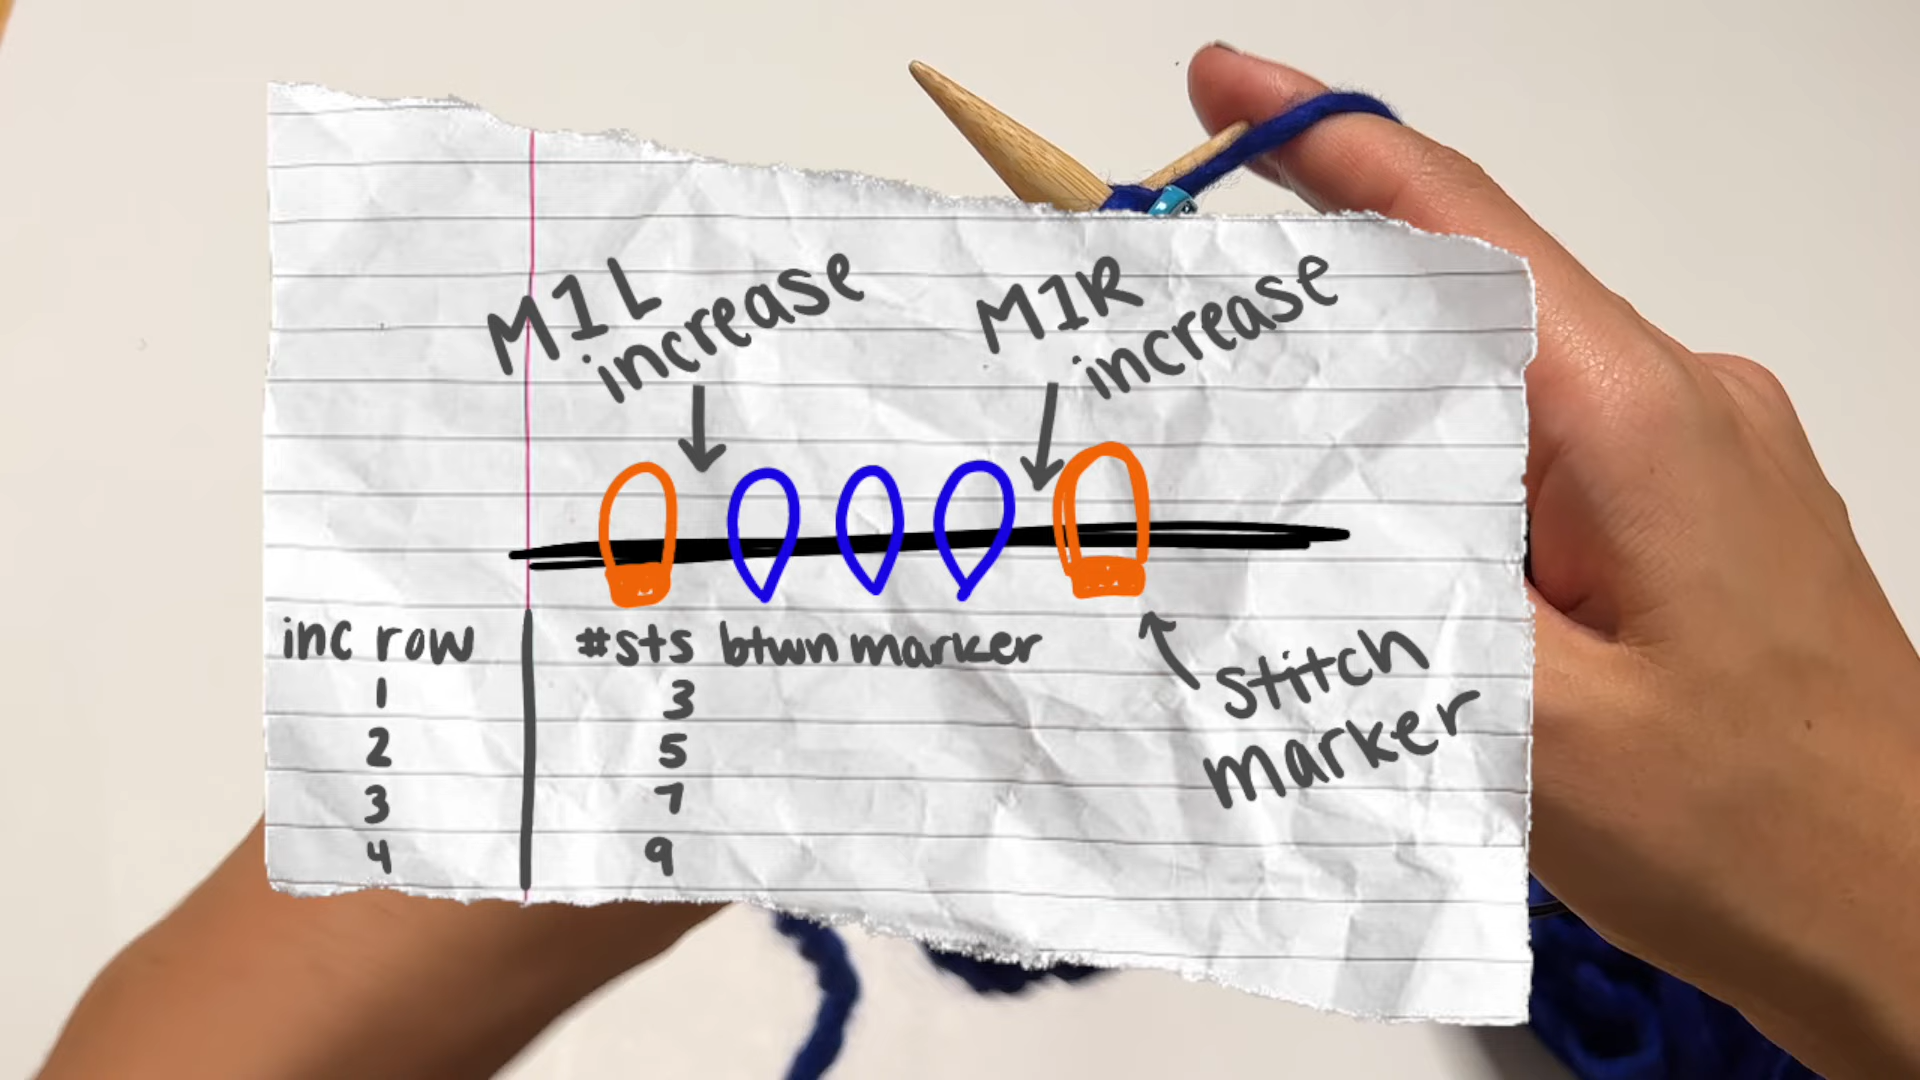 M1L
increase
M1R
increase
inc row #sts btwn marker
1 3
2 5
3 7
4 9
stitch
marker